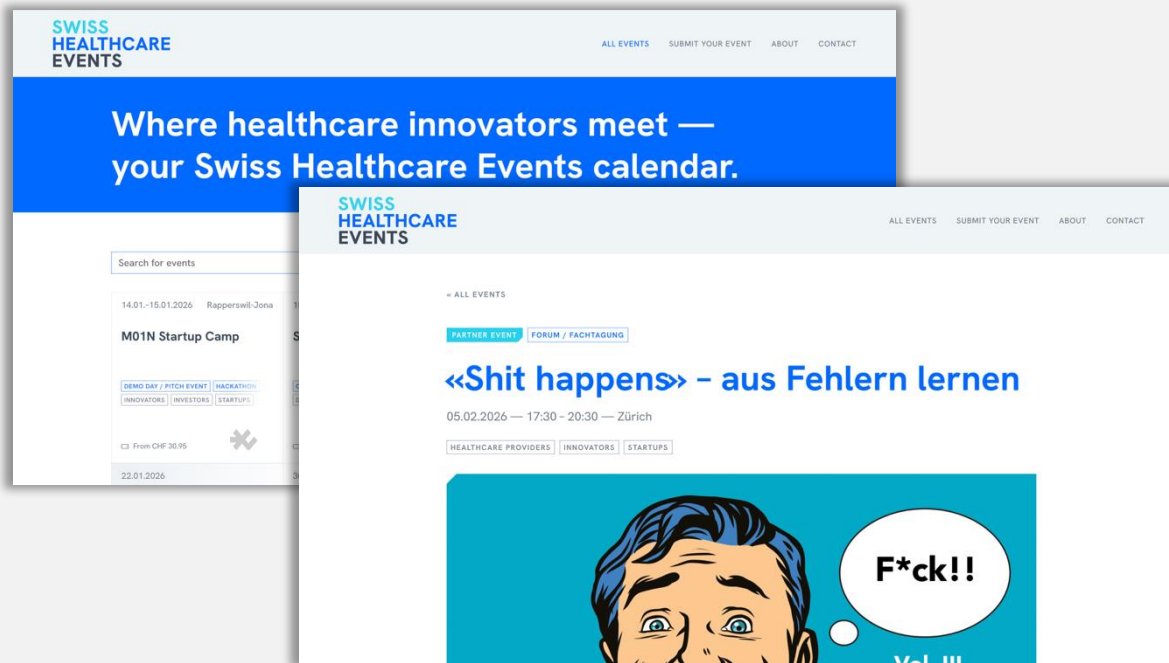 SWISS
HEALTHCARE
EVENTS
ALL EVENTS SUBMIT YOUR EVENT ABOUT CONTACT
Where healthcare innovators meet —
your Swiss Healthcare Events calendar.
Search for events
14.01.-15.01.2026 Rapperswil-Jona
M01N Startup Camp
DEMO DAY / PITCH EVENT HACKATHON
INNOVATORS INVESTORS STARTUPS
From CHF 30.95
22.01.2026
SWISS
HEALTHCARE
EVENTS
ALL EVENTS SUBMIT YOUR EVENT ABOUT CONTACT
« ALL EVENTS
PARTNER EVENT FORUM / FACHTAGUNG
«Shit happens» – aus Fehlern lernen
05.02.2026 — 17:30 - 20:30 — Zürich
HEALTHCARE PROVIDERS INNOVATORS STARTUPS
F*ck!!
Vol. III